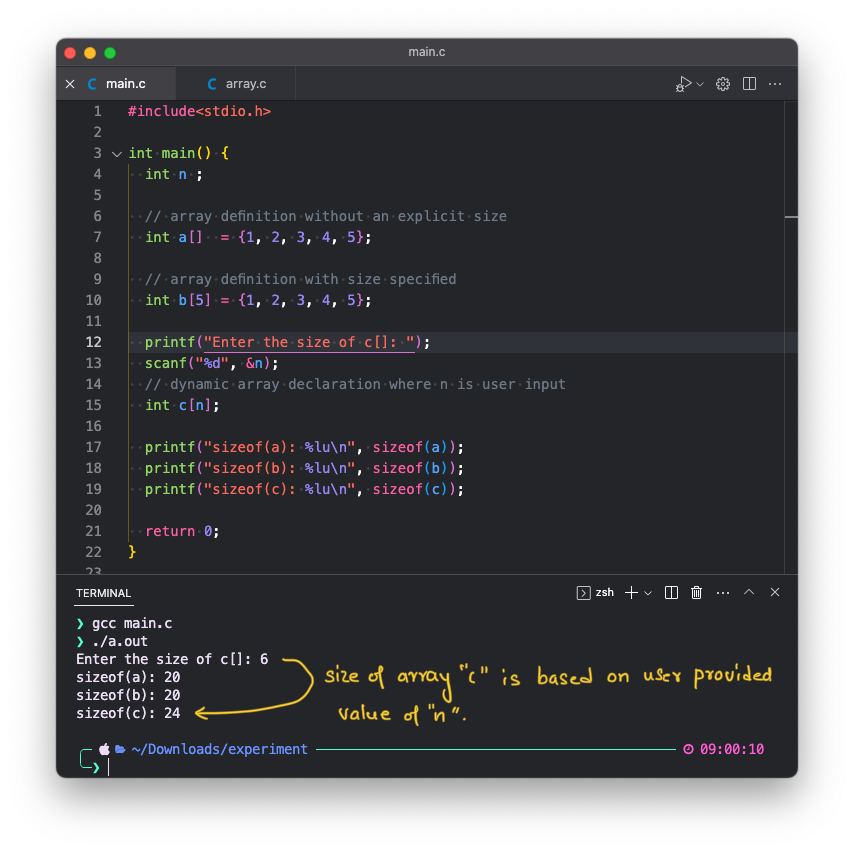 main.c
main.c
array.c
1 #include<stdio.h>
2
3 int main() {
4 int n ;
5
6 // array definition without an explicit size
7 int a[] = {1, 2, 3, 4, 5};
8
9 // array definition with size specified
10 int b[5] = {1, 2, 3, 4, 5};
11
12 printf("Enter the size of c[]: ");
13 scanf("%d", &n);
14 // dynamic array declaration where n is user input
15 int c[n];
16
17 printf("sizeof(a): %lu\n", sizeof(a));
18 printf("sizeof(b): %lu\n", sizeof(b));
19 printf("sizeof(c): %lu\n", sizeof(c));
20
21 return 0;
22 }
23
TERMINAL
zsh
❯ gcc main.c
❯ ./a.out
Enter the size of c[]: 6
sizeof(a): 20
sizeof(b): 20
sizeof(c): 24
size of array "c" is based on user provided
value of "n".
~/Downloads/experiment 09:00:10
❯